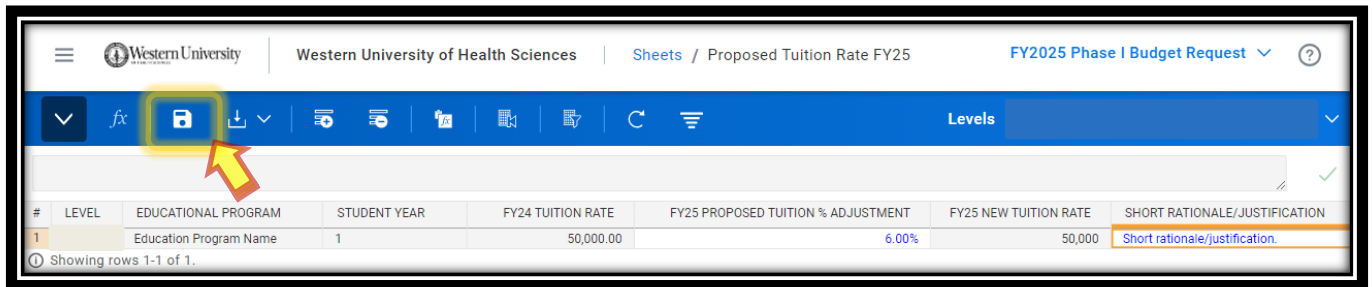 Western University Western University of Health Sciences Sheets / Proposed Tuition Rate FY25 FY2025 Phase I Budget Request ?
fx Levels
# LEVEL EDUCATIONAL PROGRAM STUDENT YEAR FY24 TUITION RATE FY25 PROPOSED TUITION % ADJUSTMENT FY25 NEW TUITION RATE SHORT RATIONALE/JUSTIFICATION
1 Education Program Name 1 50,000.00 6.00% 50,000 Short rationale/justification.
Showing rows 1-1 of 1.